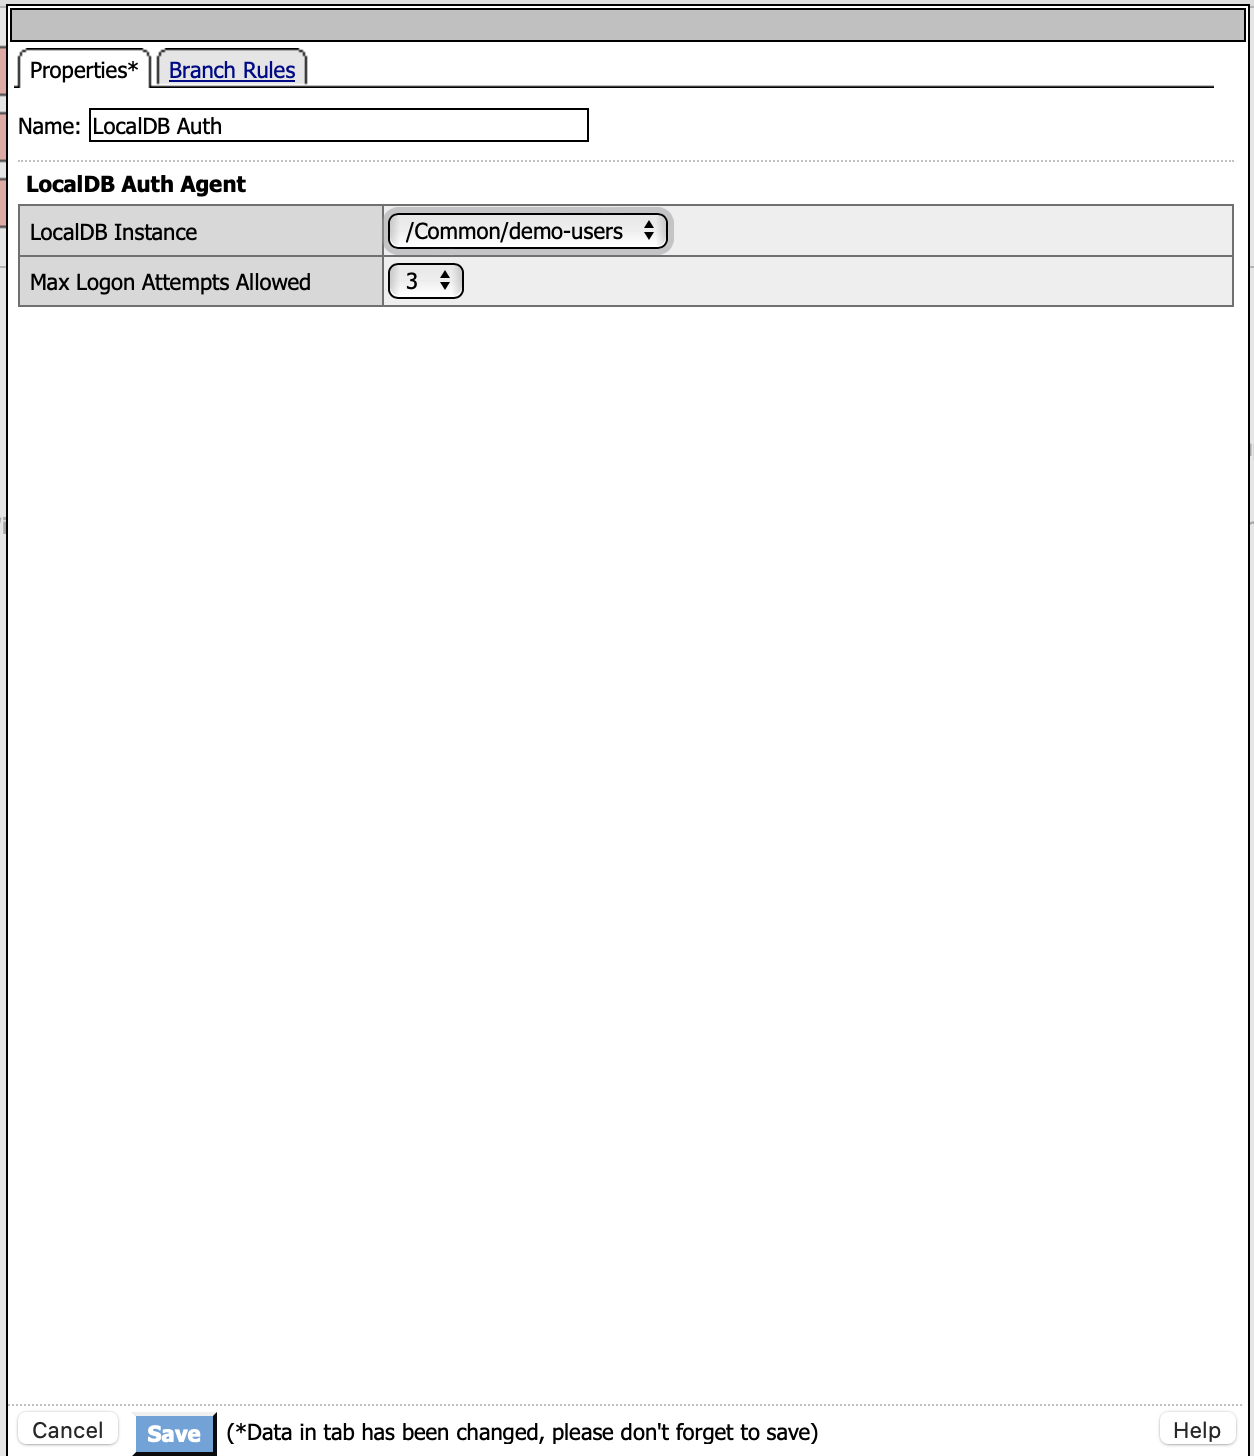 Properties* Branch Rules
Name: LocalDB Auth
LocalDB Auth Agent
LocalDB Instance /Common/demo-users
Max Logon Attempts Allowed 3
Cancel Save (*Data in tab has been changed, please don't forget to save) Help